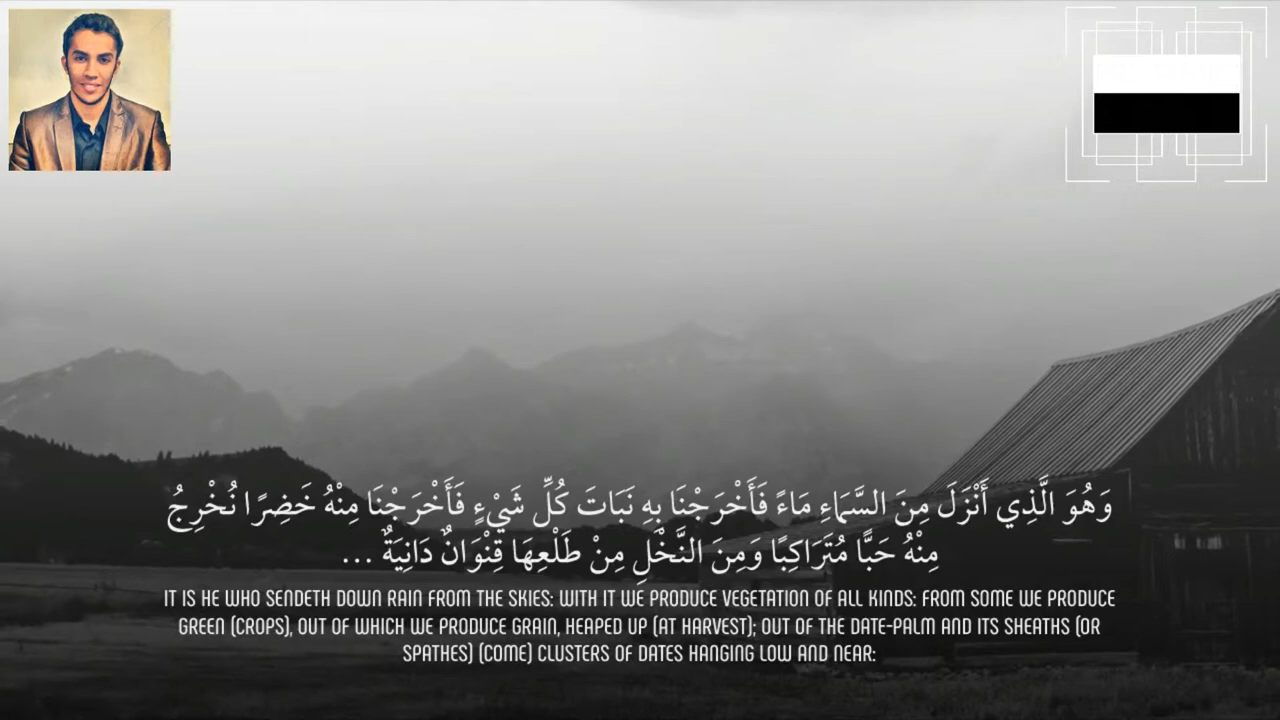 وَهُوَ الَّذِي أَنْزَلَ مِنَ السَّمَاءِ مَاءً فَأَخْرَجْنَا بِهِ نَبَاتَ كُلِّ شَيْءٍ فَأَخْرَجْنَا مِنْهُ خَضِرًا نُخْرِجُ
مِنْهُ حَبًّا مُتَرَاكِبًا وَمِنَ النَّخْلِ مِنْ طَلْعِهَا قِنْوَانٌ دَانِيَةٌ ...
IT IS HE WHO SENDETH DOWN RAIN FROM THE SKIES: WITH IT WE PRODUCE VEGETATION OF ALL KINDS: FROM SOME WE PRODUCE
GREEN (CROPS), OUT OF WHICH WE PRODUCE GRAIN, HEAPED UP (AT HARVEST); OUT OF THE DATE-PALM AND ITS SHEATHS (OR
SPATHES) (COME) CLUSTERS OF DATES HANGING LOW AND NEAR: